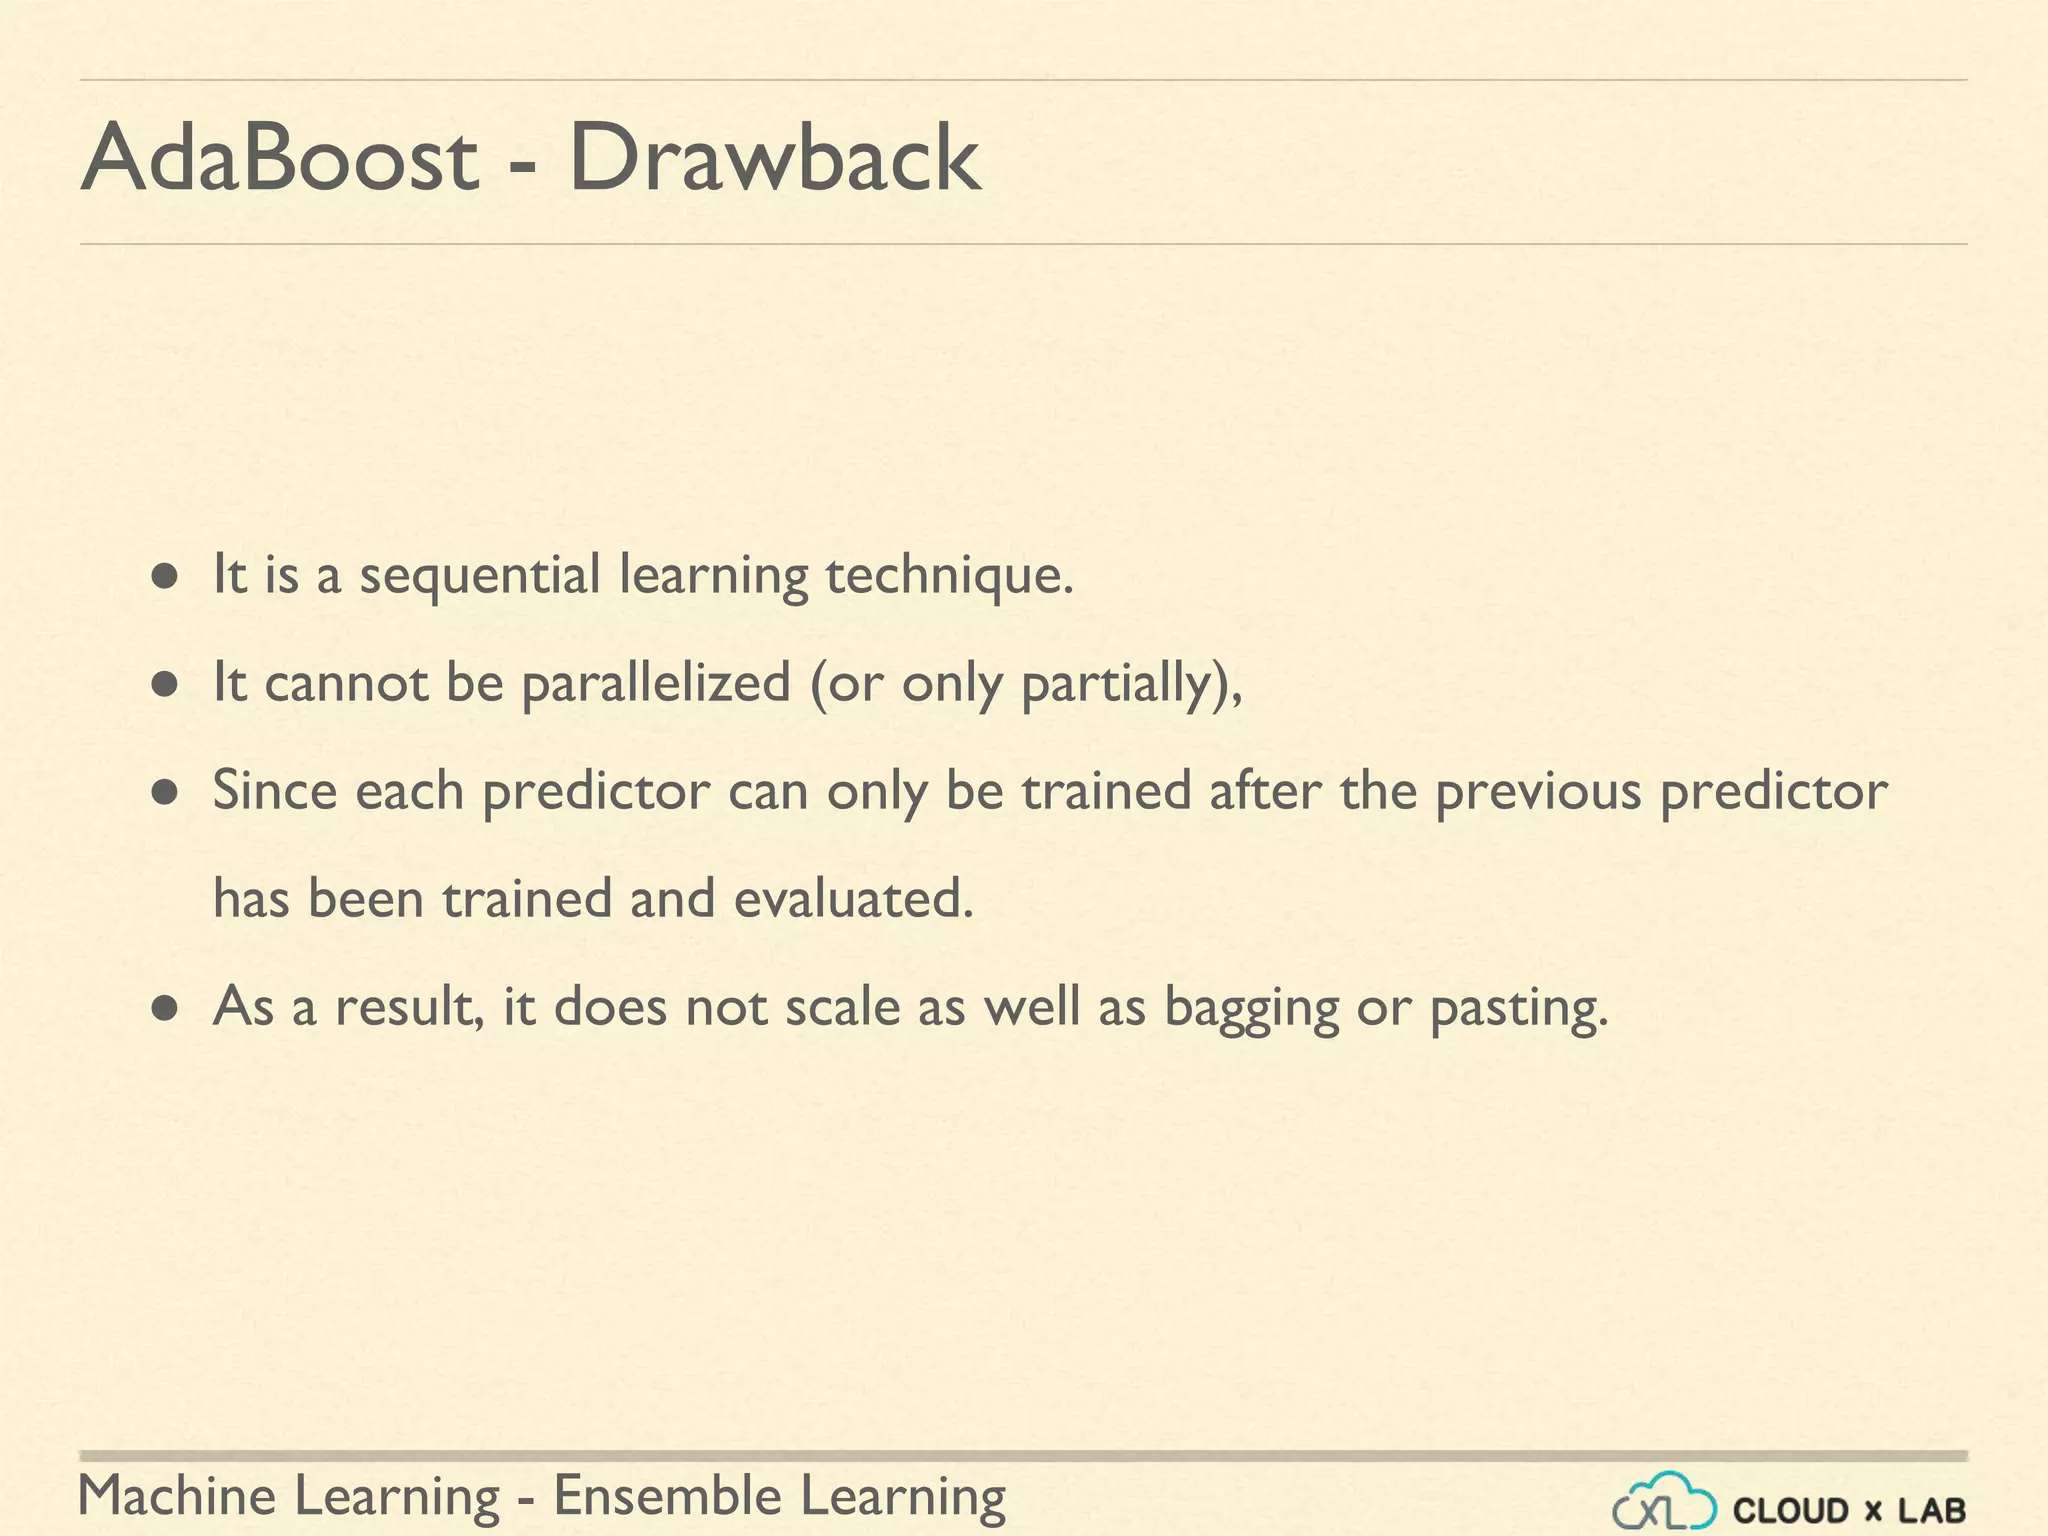 AdaBoost - Drawback
● It is a sequential learning technique.
● It cannot be parallelized (or only partially),
● Since each predictor can only be trained after the previous predictor
has been trained and evaluated.
● As a result, it does not scale as well as bagging or pasting.
Machine Learning - Ensemble Learning
XL CLOUD x LAB